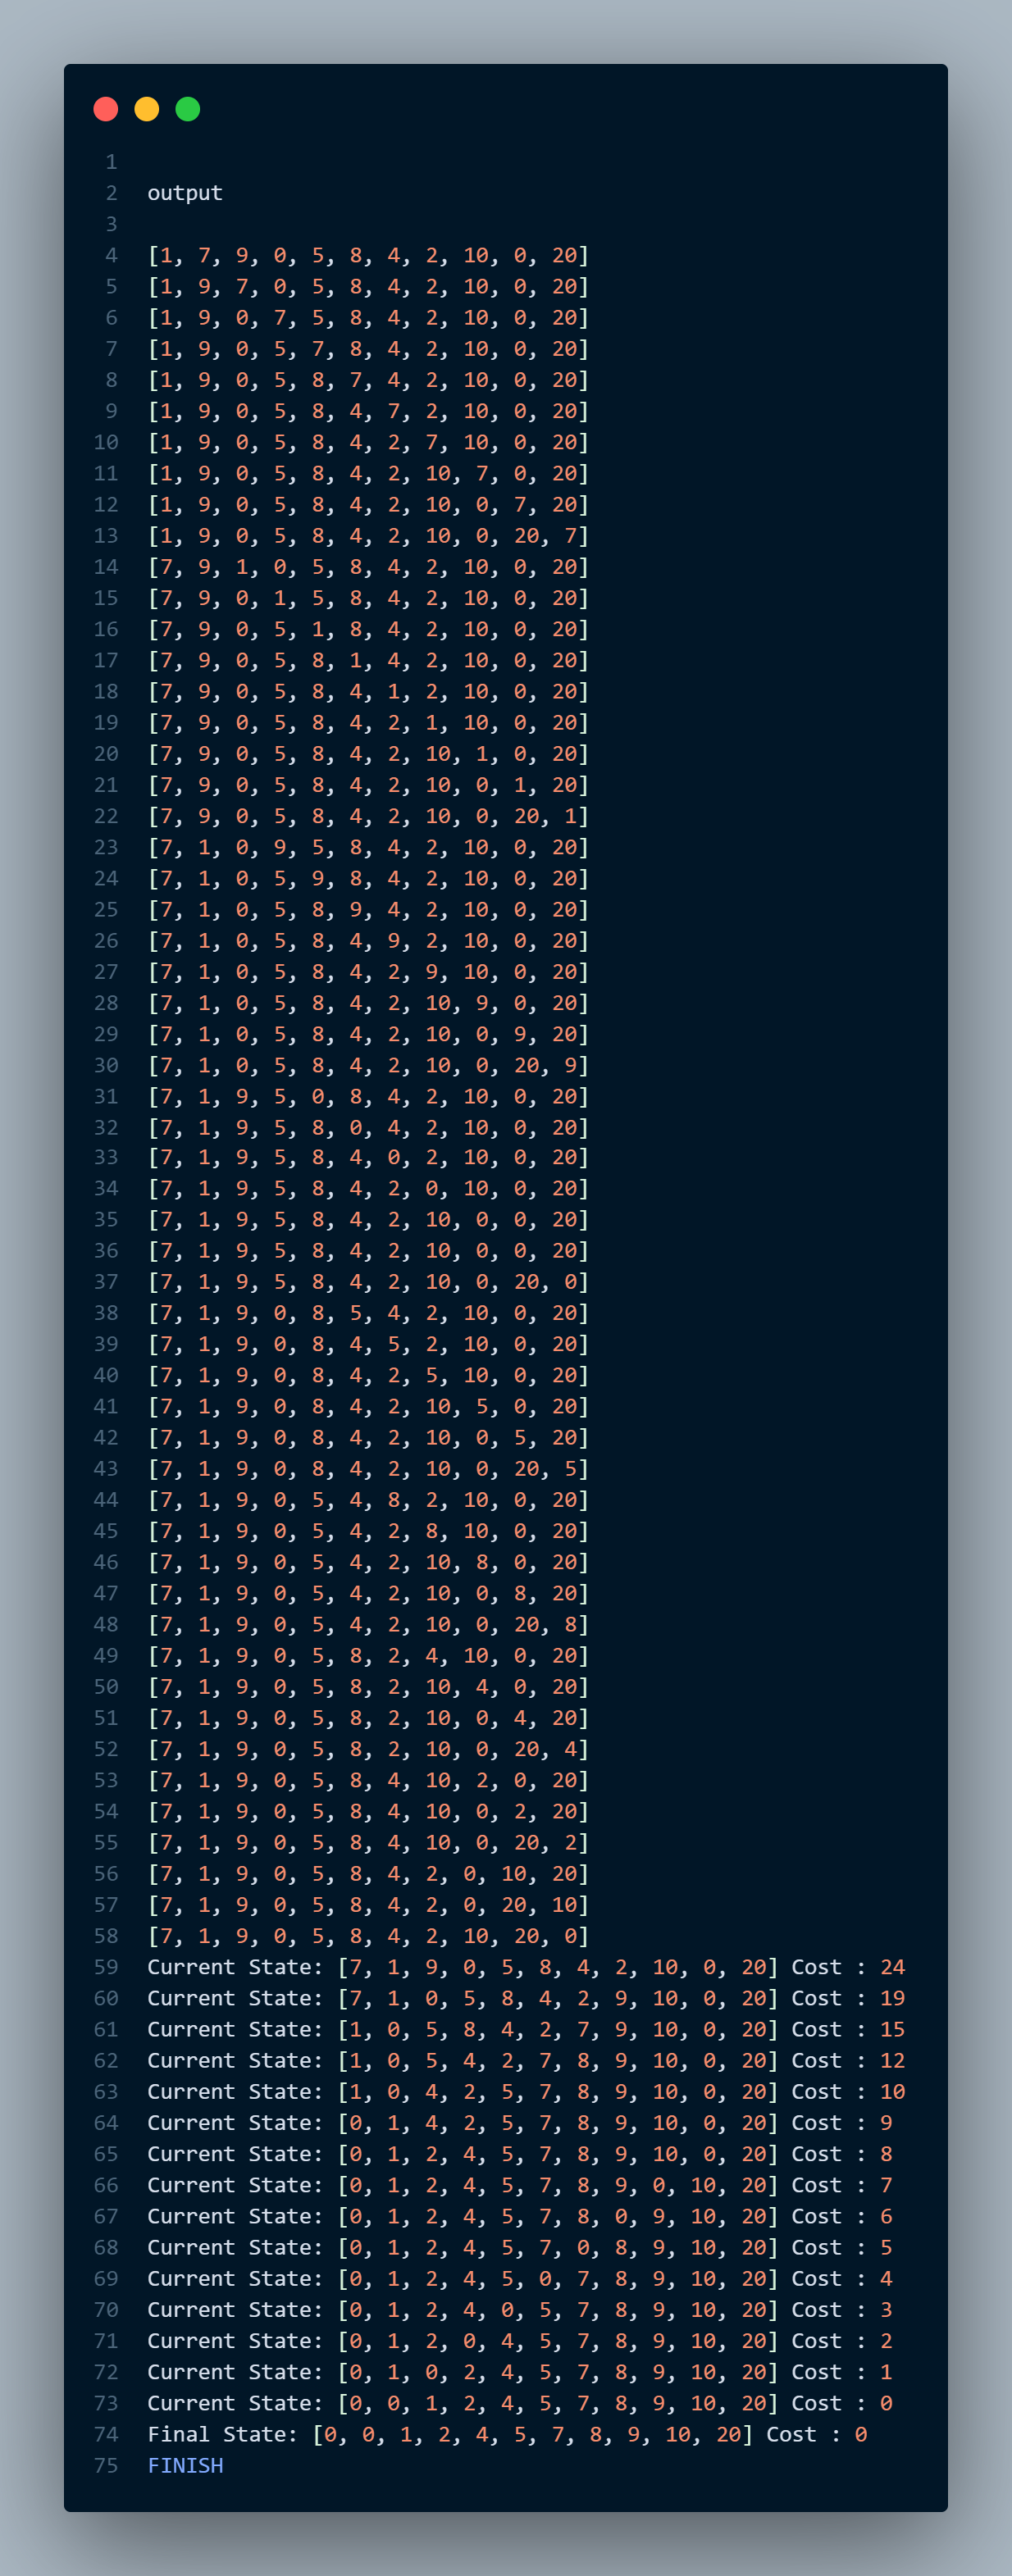 1
2 output
3
4 [1, 7, 9, 0, 5, 8, 4, 2, 10, 0, 20]
5 [1, 9, 7, 0, 5, 8, 4, 2, 10, 0, 20]
6 [1, 9, 0, 7, 5, 8, 4, 2, 10, 0, 20]
7 [1, 9, 0, 5, 7, 8, 4, 2, 10, 0, 20]
8 [1, 9, 0, 5, 8, 7, 4, 2, 10, 0, 20]
9 [1, 9, 0, 5, 8, 4, 7, 2, 10, 0, 20]
10 [1, 9, 0, 5, 8, 4, 2, 7, 10, 0, 20]
11 [1, 9, 0, 5, 8, 4, 2, 10, 7, 0, 20]
12 [1, 9, 0, 5, 8, 4, 2, 10, 0, 7, 20]
13 [1, 9, 0, 5, 8, 4, 2, 10, 0, 20, 7]
14 [7, 9, 1, 0, 5, 8, 4, 2, 10, 0, 20]
15 [7, 9, 0, 1, 5, 8, 4, 2, 10, 0, 20]
16 [7, 9, 0, 5, 1, 8, 4, 2, 10, 0, 20]
17 [7, 9, 0, 5, 8, 1, 4, 2, 10, 0, 20]
18 [7, 9, 0, 5, 8, 4, 1, 2, 10, 0, 20]
19 [7, 9, 0, 5, 8, 4, 2, 1, 10, 0, 20]
20 [7, 9, 0, 5, 8, 4, 2, 10, 1, 0, 20]
21 [7, 9, 0, 5, 8, 4, 2, 10, 0, 1, 20]
22 [7, 9, 0, 5, 8, 4, 2, 10, 0, 20, 1]
23 [7, 1, 0, 9, 5, 8, 4, 2, 10, 0, 20]
24 [7, 1, 0, 5, 9, 8, 4, 2, 10, 0, 20]
25 [7, 1, 0, 5, 8, 9, 4, 2, 10, 0, 20]
26 [7, 1, 0, 5, 8, 4, 9, 2, 10, 0, 20]
27 [7, 1, 0, 5, 8, 4, 2, 9, 10, 0, 20]
28 [7, 1, 0, 5, 8, 4, 2, 10, 9, 0, 20]
29 [7, 1, 0, 5, 8, 4, 2, 10, 0, 9, 20]
30 [7, 1, 0, 5, 8, 4, 2, 10, 0, 20, 9]
31 [7, 1, 9, 5, 0, 8, 4, 2, 10, 0, 20]
32 [7, 1, 9, 5, 8, 0, 4, 2, 10, 0, 20]
33 [7, 1, 9, 5, 8, 4, 0, 2, 10, 0, 20]
34 [7, 1, 9, 5, 8, 4, 2, 0, 10, 0, 20]
35 [7, 1, 9, 5, 8, 4, 2, 10, 0, 0, 20]
36 [7, 1, 9, 5, 8, 4, 2, 10, 0, 0, 20]
37 [7, 1, 9, 5, 8, 4, 2, 10, 0, 20, 0]
38 [7, 1, 9, 0, 8, 5, 4, 2, 10, 0, 20]
39 [7, 1, 9, 0, 8, 4, 5, 2, 10, 0, 20]
40 [7, 1, 9, 0, 8, 4, 2, 5, 10, 0, 20]
41 [7, 1, 9, 0, 8, 4, 2, 10, 5, 0, 20]
42 [7, 1, 9, 0, 8, 4, 2, 10, 0, 5, 20]
43 [7, 1, 9, 0, 8, 4, 2, 10, 0, 20, 5]
44 [7, 1, 9, 0, 5, 4, 8, 2, 10, 0, 20]
45 [7, 1, 9, 0, 5, 4, 2, 8, 10, 0, 20]
46 [7, 1, 9, 0, 5, 4, 2, 10, 8, 0, 20]
47 [7, 1, 9, 0, 5, 4, 2, 10, 0, 8, 20]
48 [7, 1, 9, 0, 5, 4, 2, 10, 0, 20, 8]
49 [7, 1, 9, 0, 5, 8, 2, 4, 10, 0, 20]
50 [7, 1, 9, 0, 5, 8, 2, 10, 4, 0, 20]
51 [7, 1, 9, 0, 5, 8, 2, 10, 0, 4, 20]
52 [7, 1, 9, 0, 5, 8, 2, 10, 0, 20, 4]
53 [7, 1, 9, 0, 5, 8, 4, 10, 2, 0, 20]
54 [7, 1, 9, 0, 5, 8, 4, 10, 0, 2, 20]
55 [7, 1, 9, 0, 5, 8, 4, 10, 0, 20, 2]
56 [7, 1, 9, 0, 5, 8, 4, 2, 0, 10, 20]
57 [7, 1, 9, 0, 5, 8, 4, 2, 0, 20, 10]
58 [7, 1, 9, 0, 5, 8, 4, 2, 10, 20, 0]
59 Current State: [7, 1, 9, 0, 5, 8, 4, 2, 10, 0, 20] Cost : 24
60 Current State: [7, 1, 0, 5, 8, 4, 2, 9, 10, 0, 20] Cost : 19
61 Current State: [1, 0, 5, 8, 4, 2, 7, 9, 10, 0, 20] Cost : 15
62 Current State: [1, 0, 5, 4, 2, 7, 8, 9, 10, 0, 20] Cost : 12
63 Current State: [1, 0, 4, 2, 5, 7, 8, 9, 10, 0, 20] Cost : 10
64 Current State: [0, 1, 4, 2, 5, 7, 8, 9, 10, 0, 20] Cost : 9
65 Current State: [0, 1, 2, 4, 5, 7, 8, 9, 10, 0, 20] Cost : 8
66 Current State: [0, 1, 2, 4, 5, 7, 8, 9, 0, 10, 20] Cost : 7
67 Current State: [0, 1, 2, 4, 5, 7, 8, 0, 9, 10, 20] Cost : 6
68 Current State: [0, 1, 2, 4, 5, 7, 0, 8, 9, 10, 20] Cost : 5
69 Current State: [0, 1, 2, 4, 5, 0, 7, 8, 9, 10, 20] Cost : 4
70 Current State: [0, 1, 2, 4, 0, 5, 7, 8, 9, 10, 20] Cost : 3
71 Current State: [0, 1, 2, 0, 4, 5, 7, 8, 9, 10, 20] Cost : 2
72 Current State: [0, 1, 0, 2, 4, 5, 7, 8, 9, 10, 20] Cost : 1
73 Current State: [0, 0, 1, 2, 4, 5, 7, 8, 9, 10, 20] Cost : 0
74 Final State: [0, 0, 1, 2, 4, 5, 7, 8, 9, 10, 20] Cost : 0
75 FINISH